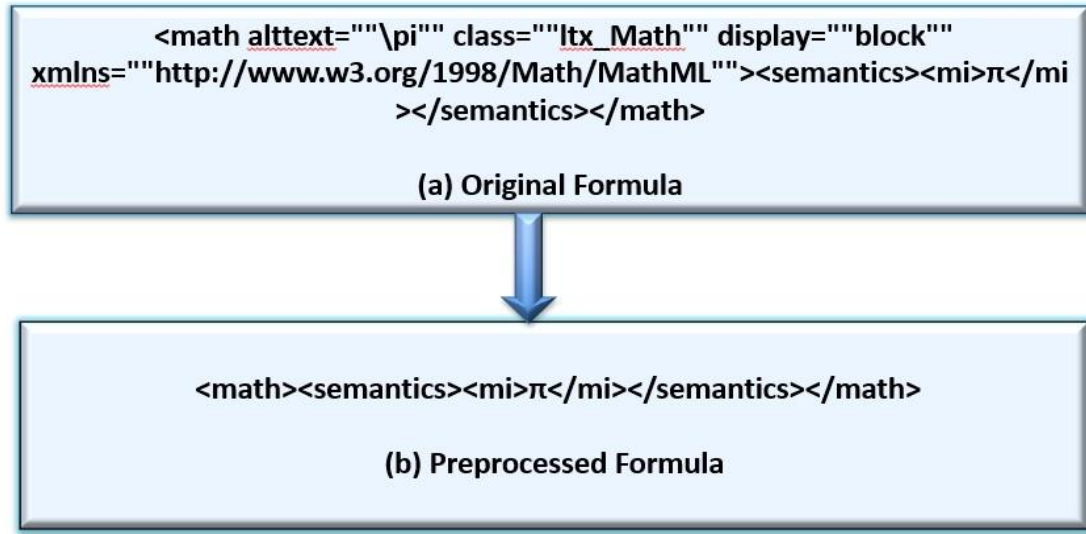 <math alttext=""\pi"" class=""ltx_Math"" display=""block""
xmlns=""http://www.w3.org/1998/Math/MathML""><semantics><mi>π</mi
></semantics></math>
(a) Original Formula
<math><semantics><mi>π</mi></semantics></math>
(b) Preprocessed Formula